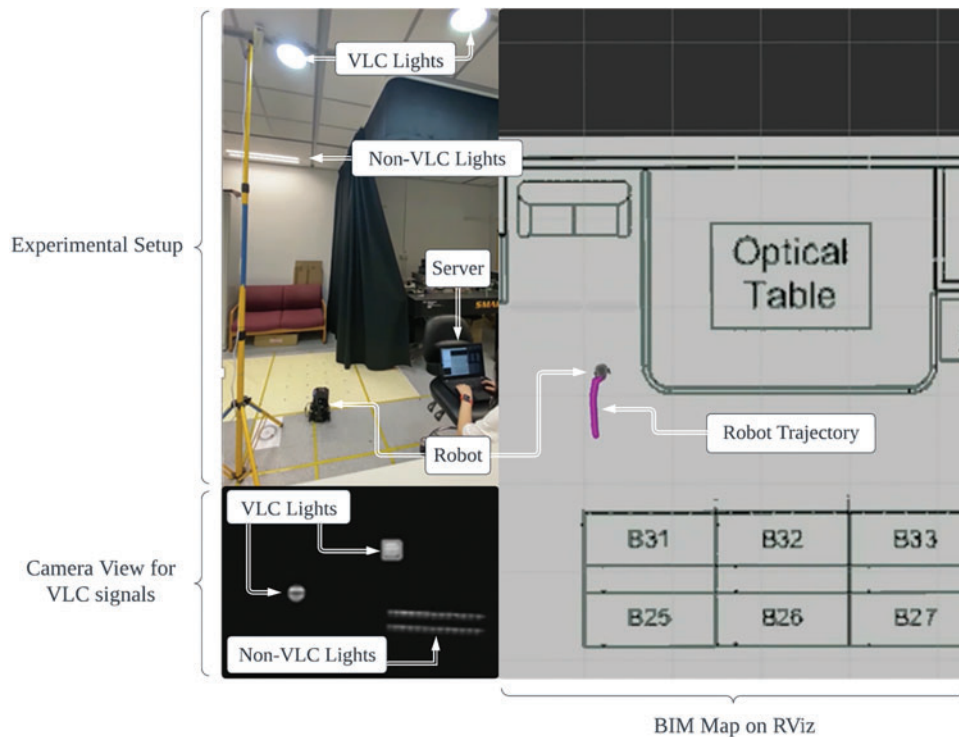 VLC Lights
Non-VLC Lights
Experimental Setup
Server
SMA
Optical
Table
Robot Trajectory
Robot
VLC Lights
Camera View for
VLC signals
Non-VLC Lights
B31
B32
B33
B25
B26
B27
BIM Map on RViz